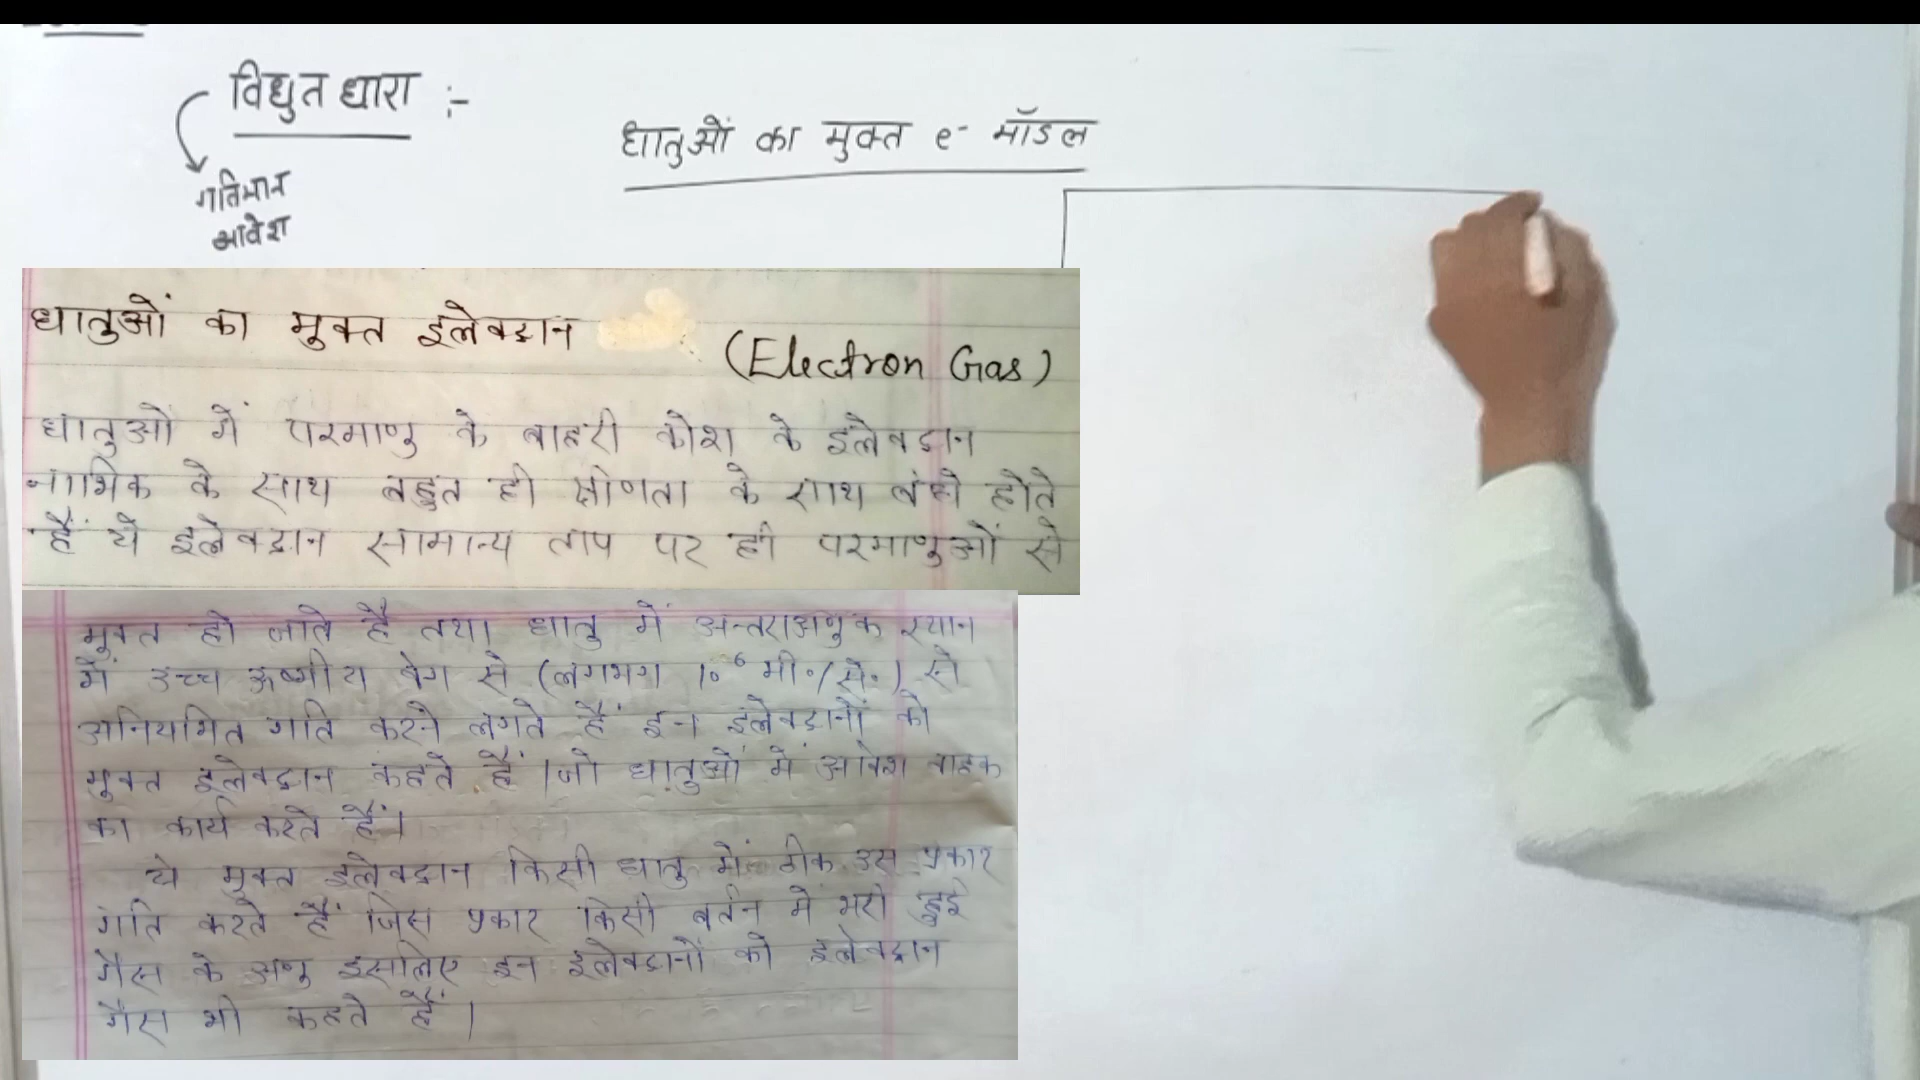 विद्युत धारा :-
गतिमान
आवेश
धातुओं का मुक्त e- मॉडल
धातुओं का मुक्त इलेक्ट्रान
(Electron Gas)
धातुओं में परमाणु के बाहरी कोश के इलेक्ट्रान
नाभिक के साथ बहुत ही क्षीणता के साथ बंधे होते
हैं ये इलेक्ट्रान सामान्य ताप पर ही परमाणुओं से
मुक्त हो जाते हैं तथा धातु में अन्तराअणुक स्थान
में उच्च ऊष्मीय वेग से (लगभग 10⁶ मी०/से०) से
अनियमित गति करने लगते हैं इन इलेक्ट्रानों को
मुक्त इलेक्ट्रान कहते हैं। जो धातुओं में आवेश वाहक
का कार्य करते हैं।
ये मुक्त इलेक्ट्रान किसी धातु में ठीक उस प्रकार
गति करते हैं जिस प्रकार किसी बर्तन में भरी हुई
गैस के अणु इसलिए इन इलेक्ट्रानों को इलेक्ट्रान
गैस भी कहते हैं।